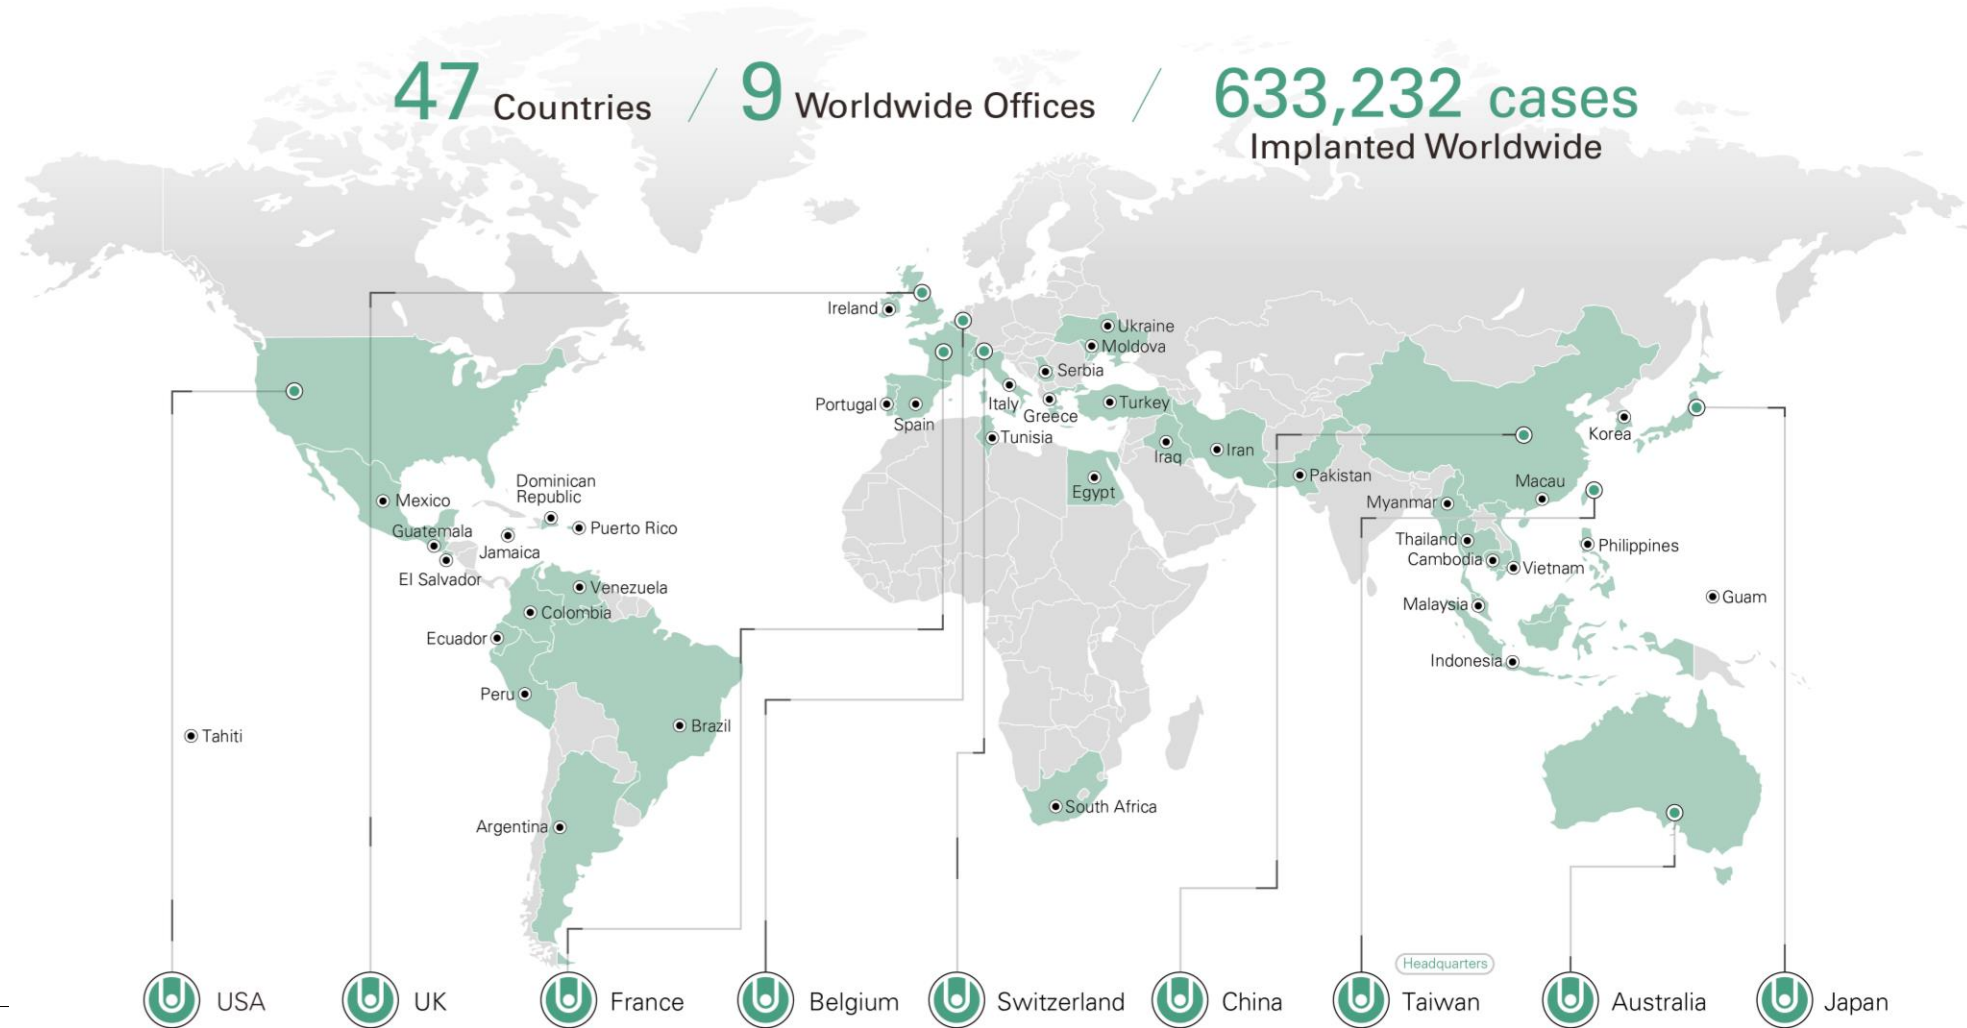 47 Countries / 9 Worldwide Offices / 633,232 cases
Implanted Worldwide
Ireland
Ukraine
Moldova
Serbia
Portugal
Spain
Italy
Greece
Turkey
Tunisia
Iraq
Iran
Egypt
Pakistan
Korea
Macau
Myanmar
Thailand
Cambodia
Vietnam
Philippines
Malaysia
Guam
Indonesia
Mexico
Dominican
Republic
Puerto Rico
Guatemala
Jamaica
El Salvador
Venezuela
Colombia
Ecuador
Peru
Brazil
Tahiti
Argentina
South Africa
Headquarters
USA
UK
France
Belgium
Switzerland
China
Taiwan
Australia
Japan